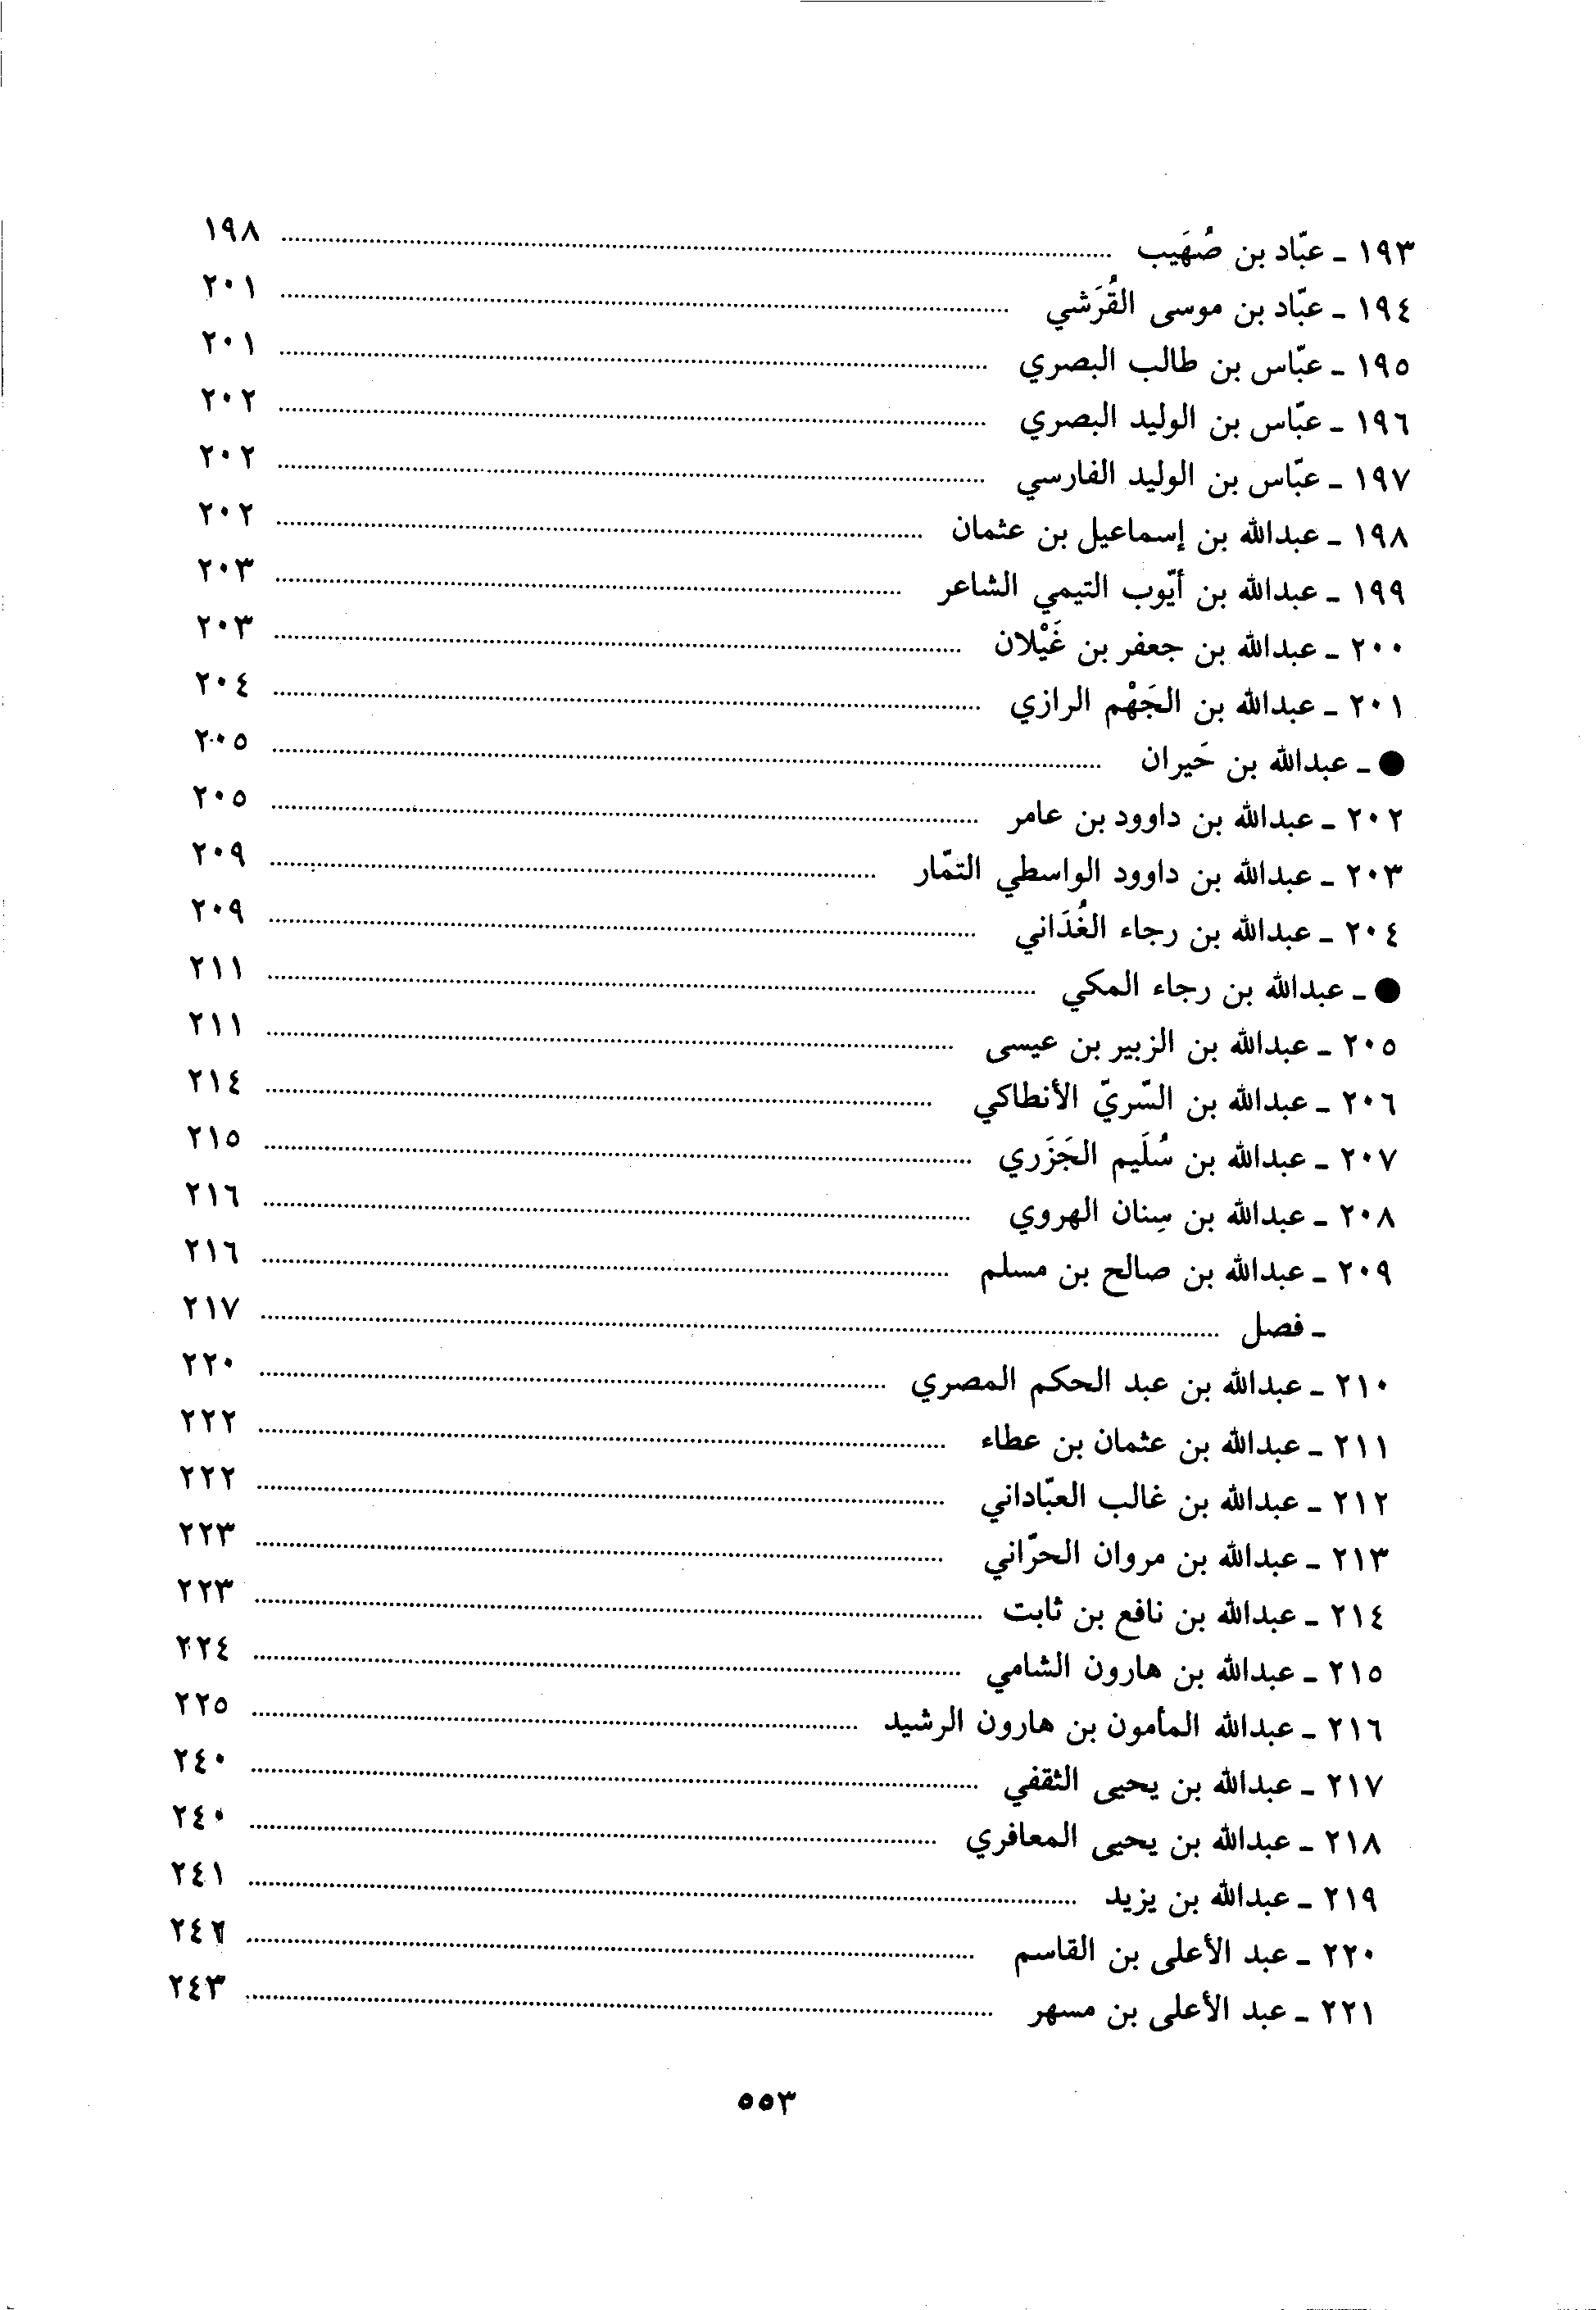 ١٩٣ ـ عبّاد بن صُهَيب ........ ١٩٨
١٩٤ ـ عبّاد بن موسى القُرَشي ........ ٢٠١
١٩٥ ـ عبّاس بن طالب البصري ........ ٢٠١
١٩٦ ـ عبّاس بن الوليد البصري ........ ٢٠٢
١٩٧ ـ عبّاس بن الوليد الفارسي ........ ٢٠٢
١٩٨ ـ عبدالله بن إسماعيل بن عثمان ........ ٢٠٢
١٩٩ ـ عبدالله بن أيّوب التيمي الشاعر ........ ٢٠٣
٢٠٠ ـ عبدالله بن جعفر بن غَيْلان ........ ٢٠٣
٢٠١ ـ عبدالله بن الجَهْم الرازي ........ ٢٠٤
● ـ عبدالله بن حَيران ........ ٢٠٥
٢٠٢ ـ عبدالله بن داوود بن عامر ........ ٢٠٥
٢٠٣ ـ عبدالله بن داوود الواسطي التمّار ........ ٢٠٩
٢٠٤ ـ عبدالله بن رجاء الغُدَاني ........ ٢٠٩
● ـ عبدالله بن رجاء المكي ........ ٢١١
٢٠٥ ـ عبدالله بن الزبير بن عيسى ........ ٢١١
٢٠٦ ـ عبدالله بن السّريّ الأنطاكي ........ ٢١٤
٢٠٧ ـ عبدالله بن سُلَيم الجَزَري ........ ٢١٥
٢٠٨ ـ عبدالله بن سِنان الهروي ........ ٢١٦
٢٠٩ ـ عبدالله بن صالح بن مسلم ........ ٢١٦
ـ فصل ........ ٢١٧
٢١٠ ـ عبدالله بن عبد الحكم المصري ........ ٢٢٠
٢١١ ـ عبدالله بن عثمان بن عطاء ........ ٢٢٢
٢١٢ ـ عبدالله بن غالب العبّاداني ........ ٢٢٢
٢١٣ ـ عبدالله بن مروان الحرّاني ........ ٢٢٣
٢١٤ ـ عبدالله بن نافع بن ثابت ........ ٢٢٣
٢١٥ ـ عبدالله بن هارون الشامي ........ ٢٢٤
٢١٦ ـ عبدالله المأمون بن هارون الرشيد ........ ٢٢٥
٢١٧ ـ عبدالله بن يحيى الثقفي ........ ٢٤٠
٢١٨ ـ عبدالله بن يحيى المعافري ........ ٢٤٠
٢١٩ ـ عبدالله بن يزيد ........ ٢٤١
٢٢٠ ـ عبد الأعلى بن القاسم ........ ٢٤٢
٢٢١ ـ عبد الأعلى بن مسهر ........ ٢٤٣
٥٥٣